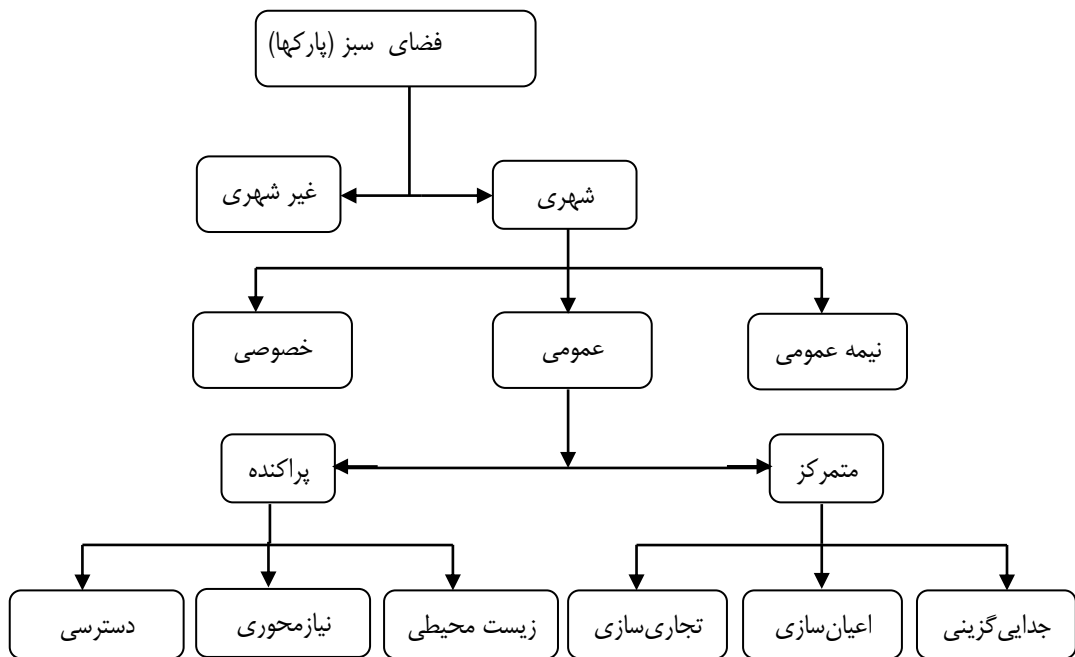 فضای سبز (پارکها)
شهری
غیر شهری
نیمه عمومی
عمومی
خصوصی
متمرکز
پراکنده
جدایی‌گزینی
اعیان‌سازی
تجاری‌سازی
زیست محیطی
نیازمحوری
دسترسی